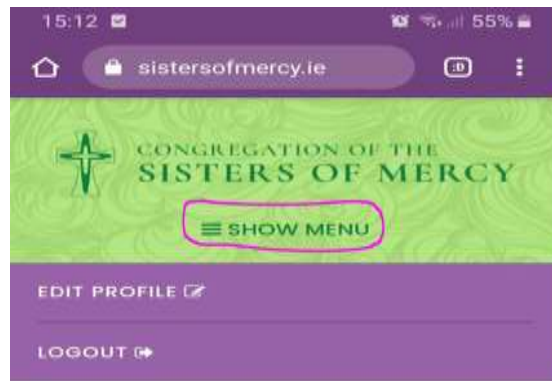 15:12 55%
sistersofmercy.ie :D
CONGREGATION OF THE
SISTERS OF MERCY
SHOW MENU
EDIT PROFILE
LOGOUT